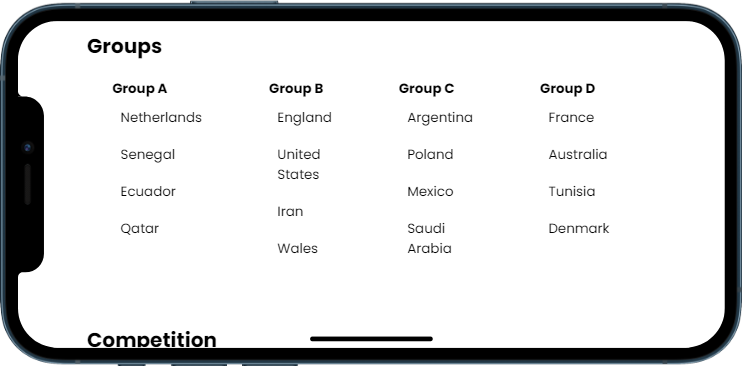 Groups
Group A
Netherlands
Senegal
Ecuador
Qatar
Group B
England
United
States
Iran
Wales
Group C
Argentina
Poland
Mexico
Saudi
Arabia
Group D
France
Australia
Tunisia
Denmark
Competition